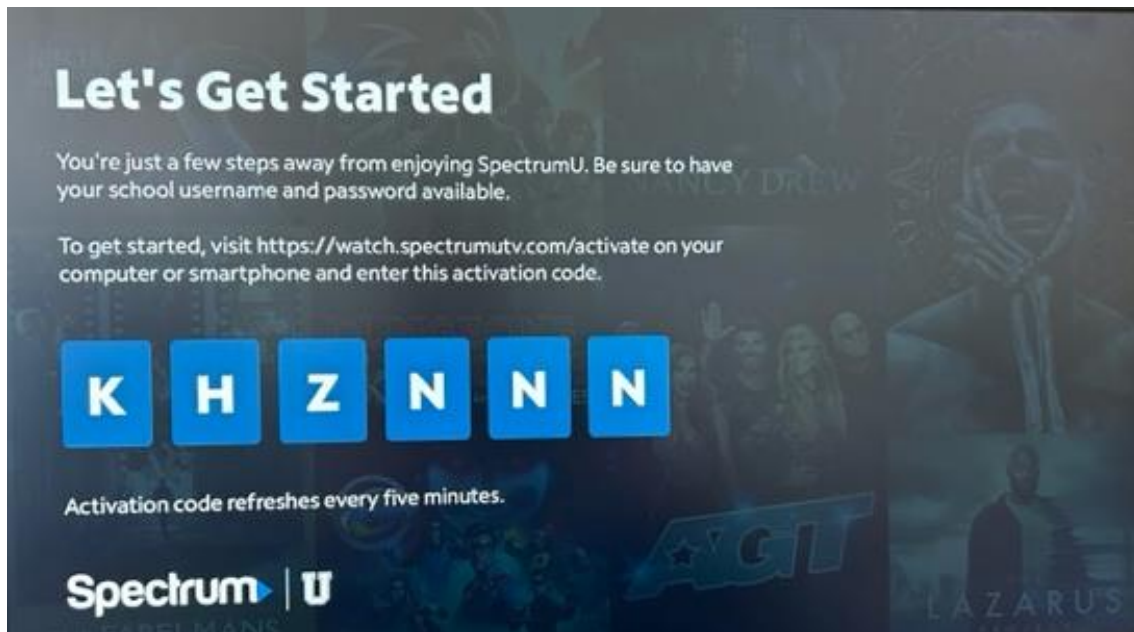 Let's Get Started
You're just a few steps away from enjoying SpectrumU. Be sure to have
your school username and password available.
NANCY DREW
To get started, visit https://watch.spectrumutv.com/activate on your
computer or smartphone and enter this activation code.
K H Z N N N
Activation code refreshes every five minutes.
AGT
Spectrum U
LAZARUS
FABELMANS